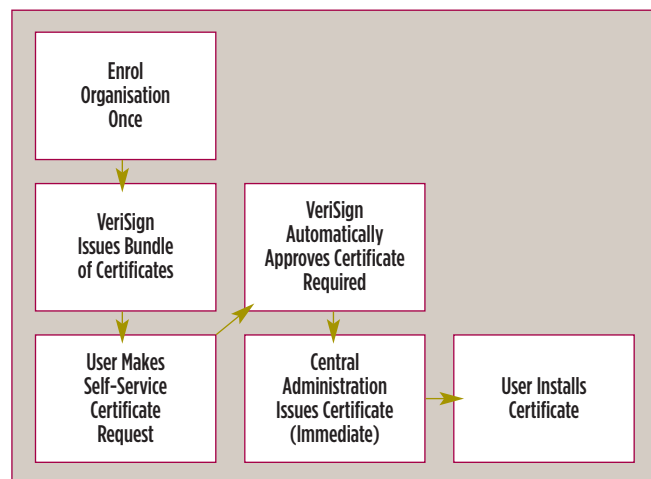 Enrol
Organisation
Once
VeriSign
Issues Bundle
of Certificates
User Makes
Self-Service
Certificate
Request
VeriSign
Automatically
Approves Certificate
Required
Central
Administration
Issues Certificate
(Immediate)
User Installs
Certificate